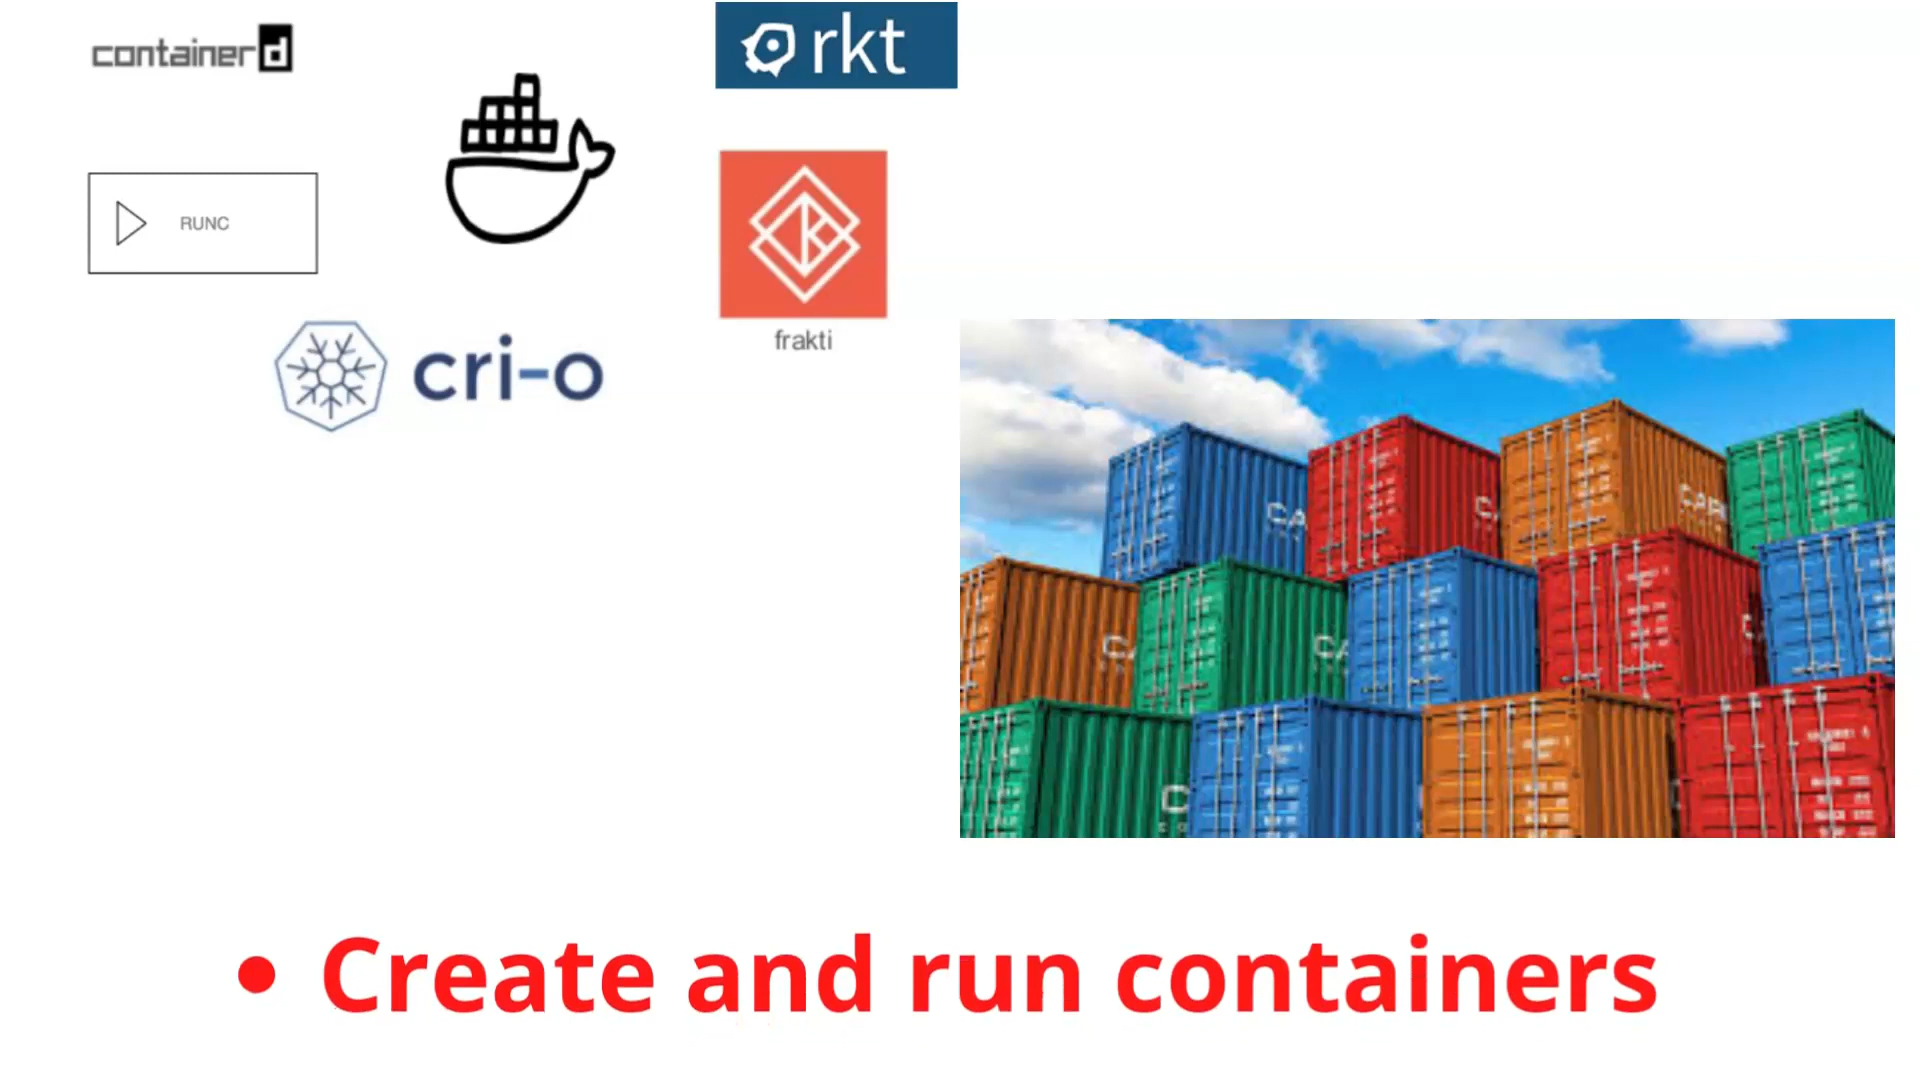 containerd
rkt
RUNC
frakti
cri-o
• Create and run containers